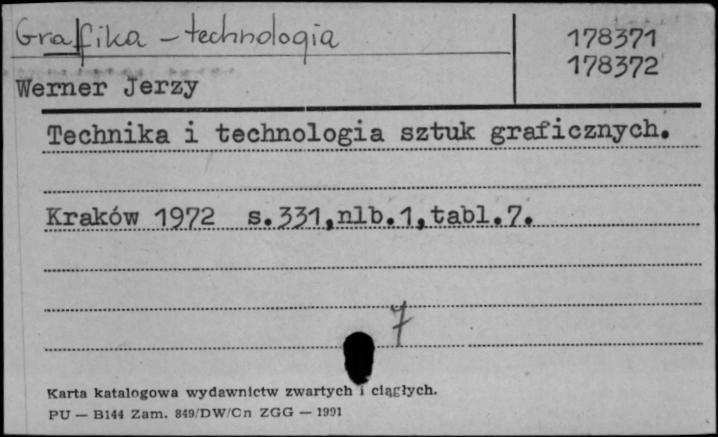 Grafika - technologia
178371
178372
Werner Jerzy
Technika i technologia sztuk graficznych.
Kraków 1972 s.331,nlb.1,tabl.7.
7
Karta katalogowa wydawnictw zwartych i ciągłych.
PU — B144 Zam. 849/DW/Cn ZGG — 1991